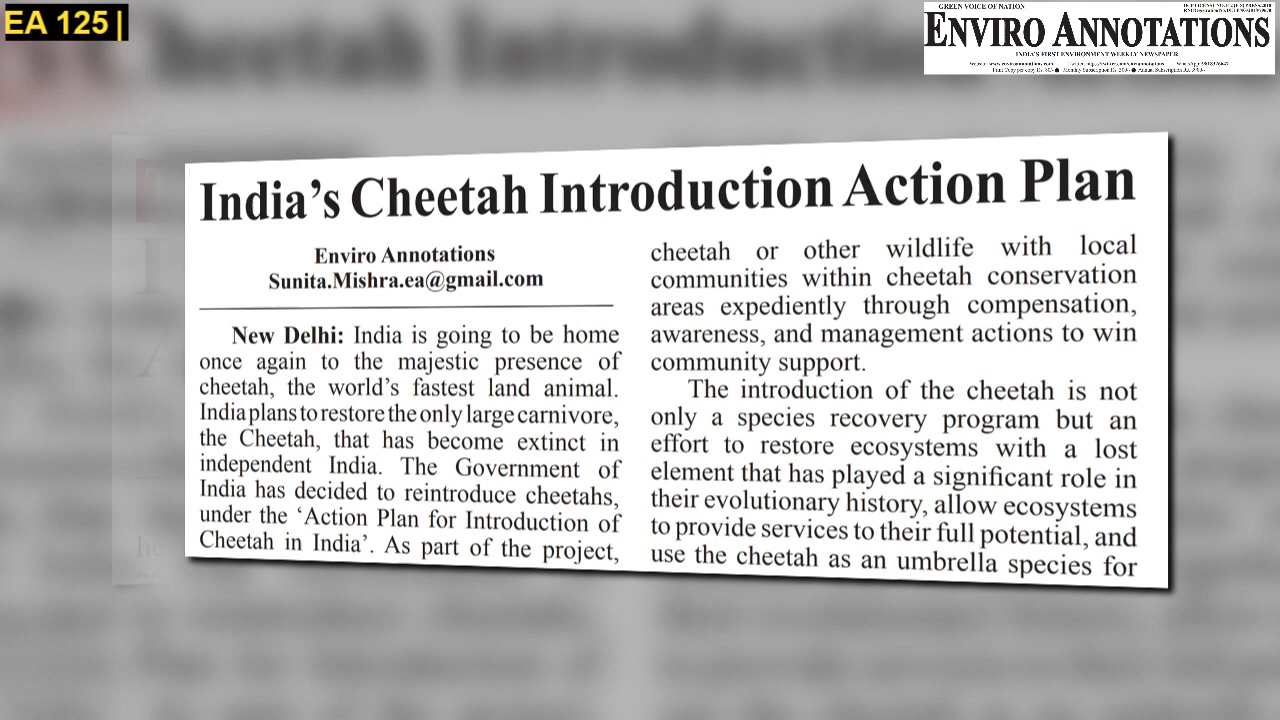 EA 125 |
GREEN VOICE OF NATION
ENVIRO ANNOTATIONS
INDIA'S FIRST ENVIRONMENT WEEKLY NEWSPAPER
India's Cheetah Introduction Action Plan
Enviro Annotations
Sunita.Mishra.ea@gmail.com
New Delhi: India is going to be home
once again to the majestic presence of
cheetah, the world's fastest land animal.
India plans to restore the only large carnivore,
the Cheetah, that has become extinct in
independent India. The Government of
India has decided to reintroduce cheetahs,
under the 'Action Plan for Introduction of
Cheetah in India'. As part of the project,
cheetah or other wildlife with local
communities within cheetah conservation
areas expediently through compensation,
awareness, and management actions to win
community support.
The introduction of the cheetah is not
only a species recovery program but an
effort to restore ecosystems with a lost
element that has played a significant role in
their evolutionary history, allow ecosystems
to provide services to their full potential, and
use the cheetah as an umbrella species for